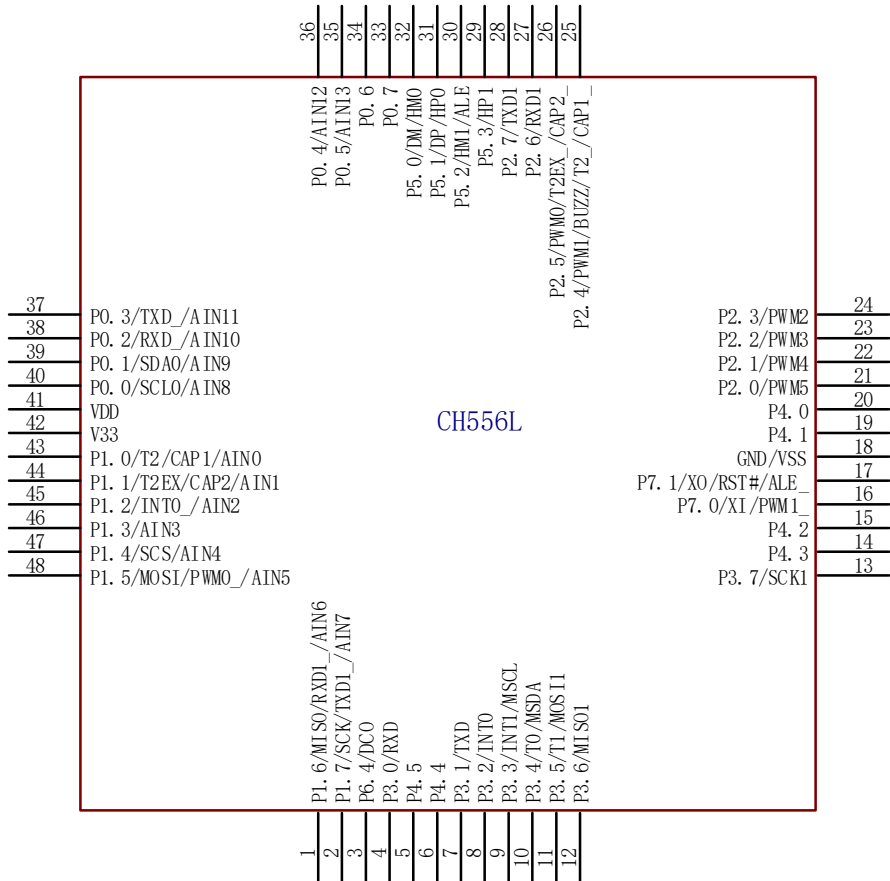 36
35
34
33
32
31
30
29
28
27
26
25
P0.4/AIN12
P0.5/AIN13
P0.6
P0.7
P5.0/DM/HM0
P5.1/DP/HP0
P5.2/HM1/ALE
P5.3/HP1
P2.7/TXD1
P2.6/RXD1
P2.5/PWM0/T2EX_/CAP2_
P2.4/PWM1/BUZZ/T2_/CAP1_
37 P0.3/TXD_/AIN11
38 P0.2/RXD_/AIN10
39 P0.1/SDA0/AIN9
40 P0.0/SCL0/AIN8
41 VDD
42 V33
43 P1.0/T2/CAP1/AIN0
44 P1.1/T2EX/CAP2/AIN1
45 P1.2/INT0_/AIN2
46 P1.3/AIN3
47 P1.4/SCS/AIN4
48 P1.5/MOSI/PWM0_/AIN5
CH556L
P2.3/PWM2 24
P2.2/PWM3 23
P2.1/PWM4 22
P2.0/PWM5 21
P4.0 20
P4.1 19
GND/VSS 18
P7.1/XO/RST#/ALE_ 17
P7.0/XI/PWM1_ 16
P4.2 15
P4.3 14
P3.7/SCK1 13
P1.6/MISO/RXD1_/AIN6
P1.7/SCK/TXD1_/AIN7
P6.4/DCO
P3.0/RXD
P4.5
P4.4
P3.1/TXD
P3.2/INT0
P3.3/INT1/MSCL
P3.4/T0/MSDA
P3.5/T1/MOSI1
P3.6/MISO1
1
2
3
4
5
6
7
8
9
10
11
12